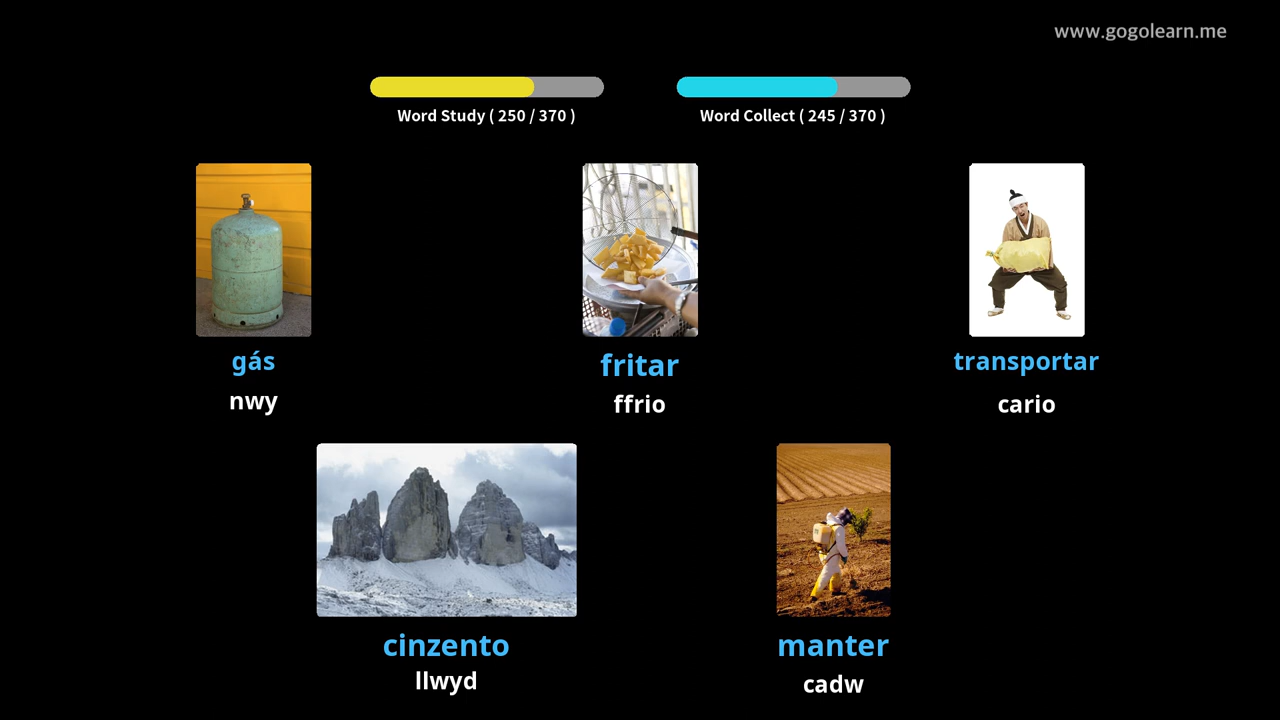 www.gogolearn.me
Word Study ( 250 / 370 )
Word Collect ( 245 / 370 )
gás
fritar
transportar
nwy
ffrio
cario
cinzento
manter
llwyd
cadw